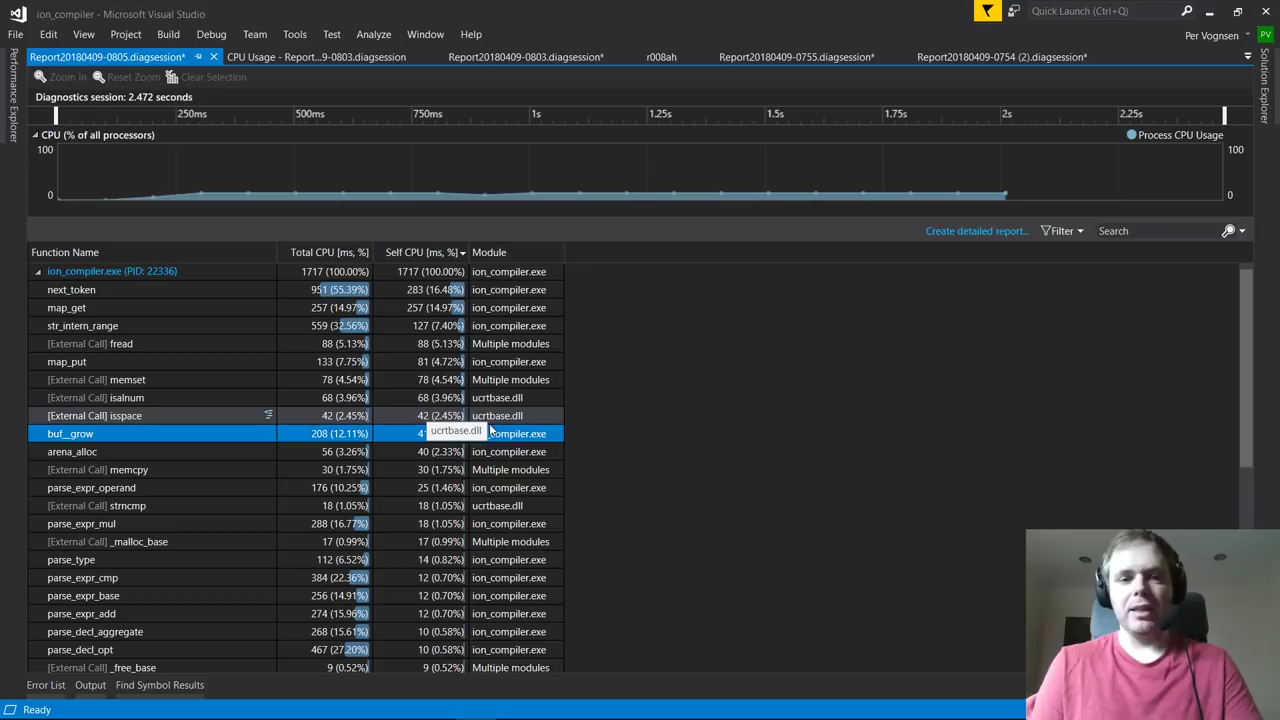 ion_compiler - Microsoft Visual Studio
Quick Launch (Ctrl+Q)
File Edit View Project Build Debug Team Tools Test Analyze Window Help
Per Vognsen PV
Report20180409-0805.diagsession* CPU Usage - Report...9-0803.diagsession Report20180409-0803.diagsession* r008ah Report20180409-0755.diagsession* Report20180409-0754 (2).diagsession*
Performance Explorer
Solution Explorer
Zoom In Reset Zoom Clear Selection
Diagnostics session: 2.472 seconds
250ms 500ms 750ms 1s 1.25s 1.5s 1.75s 2s 2.25s
CPU (% of all processors) Process CPU Usage
100 100
0 0
Create detailed report... Filter Search
Function Name Total CPU [ms, %] Self CPU [ms, %] Module
ion_compiler.exe (PID: 22336) 1717 (100.00%) 1717 (100.00%) ion_compiler.exe
next_token 951 (55.39%) 283 (16.48%) ion_compiler.exe
map_get 257 (14.97%) 257 (14.97%) ion_compiler.exe
str_intern_range 559 (32.56%) 127 (7.40%) ion_compiler.exe
[External Call] fread 88 (5.13%) 88 (5.13%) Multiple modules
map_put 133 (7.75%) 81 (4.72%) ion_compiler.exe
[External Call] memset 78 (4.54%) 78 (4.54%) Multiple modules
[External Call] isalnum 68 (3.96%) 68 (3.96%) ucrtbase.dll
[External Call] isspace 42 (2.45%) 42 (2.45%) ucrtbase.dll
ucrtbase.dll
buf__grow 208 (12.11%) compiler.exe
arena_alloc 56 (3.26%) 40 (2.33%) ion_compiler.exe
[External Call] memcpy 30 (1.75%) 30 (1.75%) Multiple modules
parse_expr_operand 176 (10.25%) 25 (1.46%) ion_compiler.exe
[External Call] strncmp 18 (1.05%) 18 (1.05%) ucrtbase.dll
parse_expr_mul 288 (16.77%) 18 (1.05%) ion_compiler.exe
[External Call] _malloc_base 17 (0.99%) 17 (0.99%) Multiple modules
parse_type 112 (6.52%) 14 (0.82%) ion_compiler.exe
parse_expr_cmp 384 (22.36%) 12 (0.70%) ion_compiler.exe
parse_expr_base 256 (14.91%) 12 (0.70%) ion_compiler.exe
parse_expr_add 274 (15.96%) 12 (0.70%) ion_compiler.exe
parse_decl_aggregate 268 (15.61%) 10 (0.58%) ion_compiler.exe
parse_decl_opt 467 (27.20%) 10 (0.58%) ion_compiler.exe
[External Call] _free_base 9 (0.52%) 9 (0.52%) Multiple modules
Error List Output Find Symbol Results
Ready